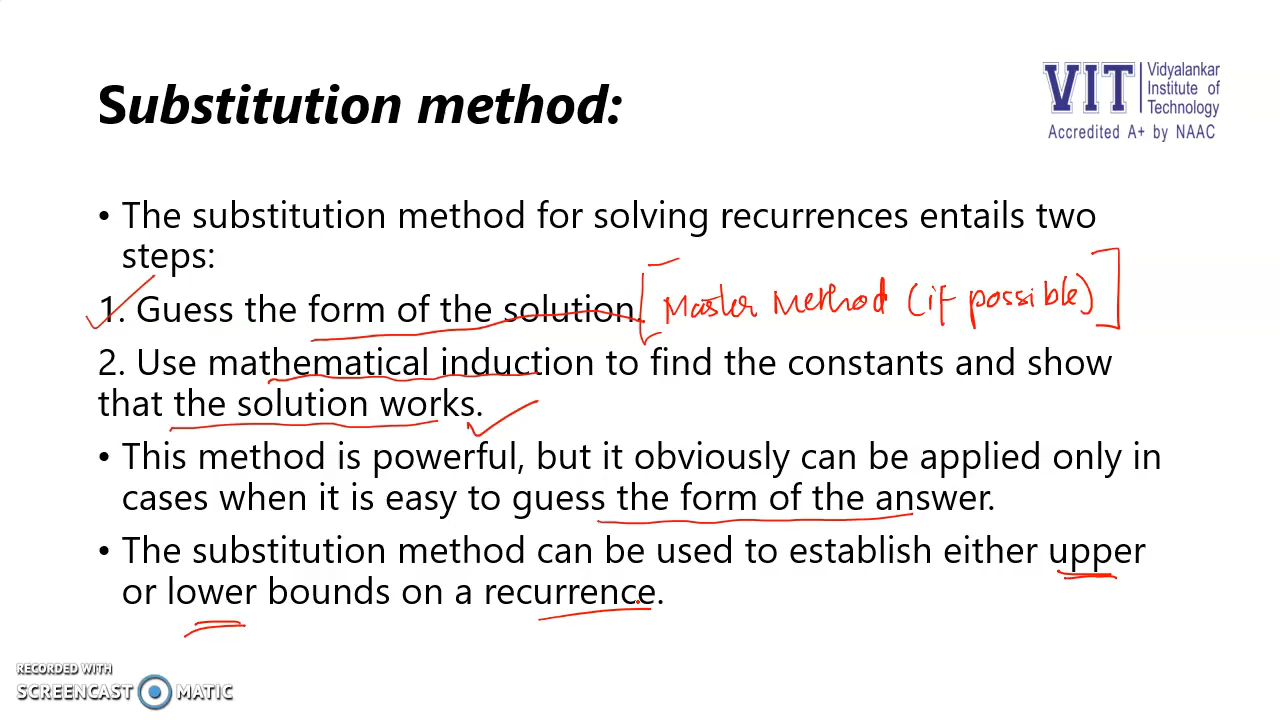 Substitution method:
VIT
Vidyalankar
Institute of
Technology
Accredited A+ by NAAC
• The substitution method for solving recurrences entails two
steps:
1. Guess the form of the solution. [Master Method (if possible)]
2. Use mathematical induction to find the constants and show
that the solution works.
• This method is powerful, but it obviously can be applied only in
cases when it is easy to guess the form of the answer.
• The substitution method can be used to establish either upper
or lower bounds on a recurrence.
RECORDED WITH
SCREENCAST MATIC